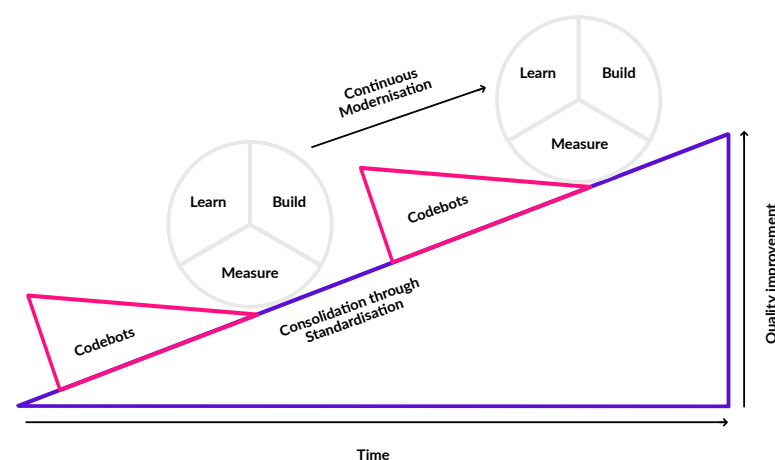 Learn
Build
Measure
Continuous
Modernisation
Learn
Build
Measure
Codebots
Codebots
Consolidation through
Standardisation
Quality improvement
Time